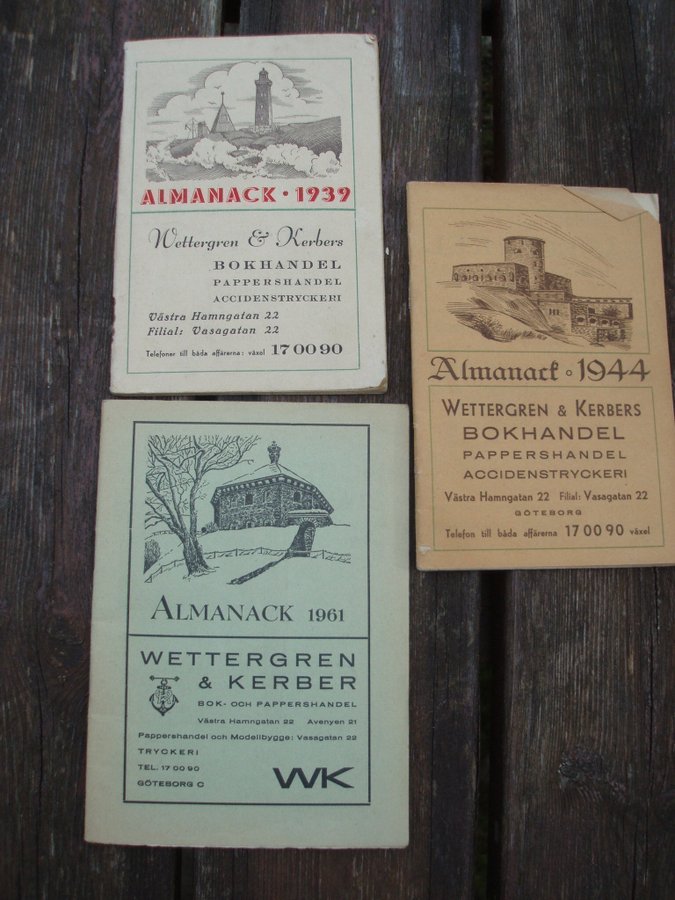 ALMANACK • 1939
Wettergren & Kerbers
BOKHANDEL
PAPPERSHANDEL
ACCIDENSTRYCKERI
Västra Hamngatan 22
Filial: Vasagatan 22
Telefoner till båda affärerna: växel 17 00 90
Almanack ∘ 1944
WETTERGREN & KERBERS
BOKHANDEL
PAPPERSHANDEL
ACCIDENSTRYCKERI
Västra Hamngatan 22 Filial: Vasagatan 22
GÖTEBORG
Telefon till båda affärerna 17 00 90 växel
ALMANACK 1961
WETTERGREN
& KERBER
BOK- OCH PAPPERSHANDEL
Västra Hamngatan 22 Avenyen 21
Pappershandel och Modellbygge: Vasagatan 22
TRYCKERI
TEL. 17 00 90
GÖTEBORG C
WK